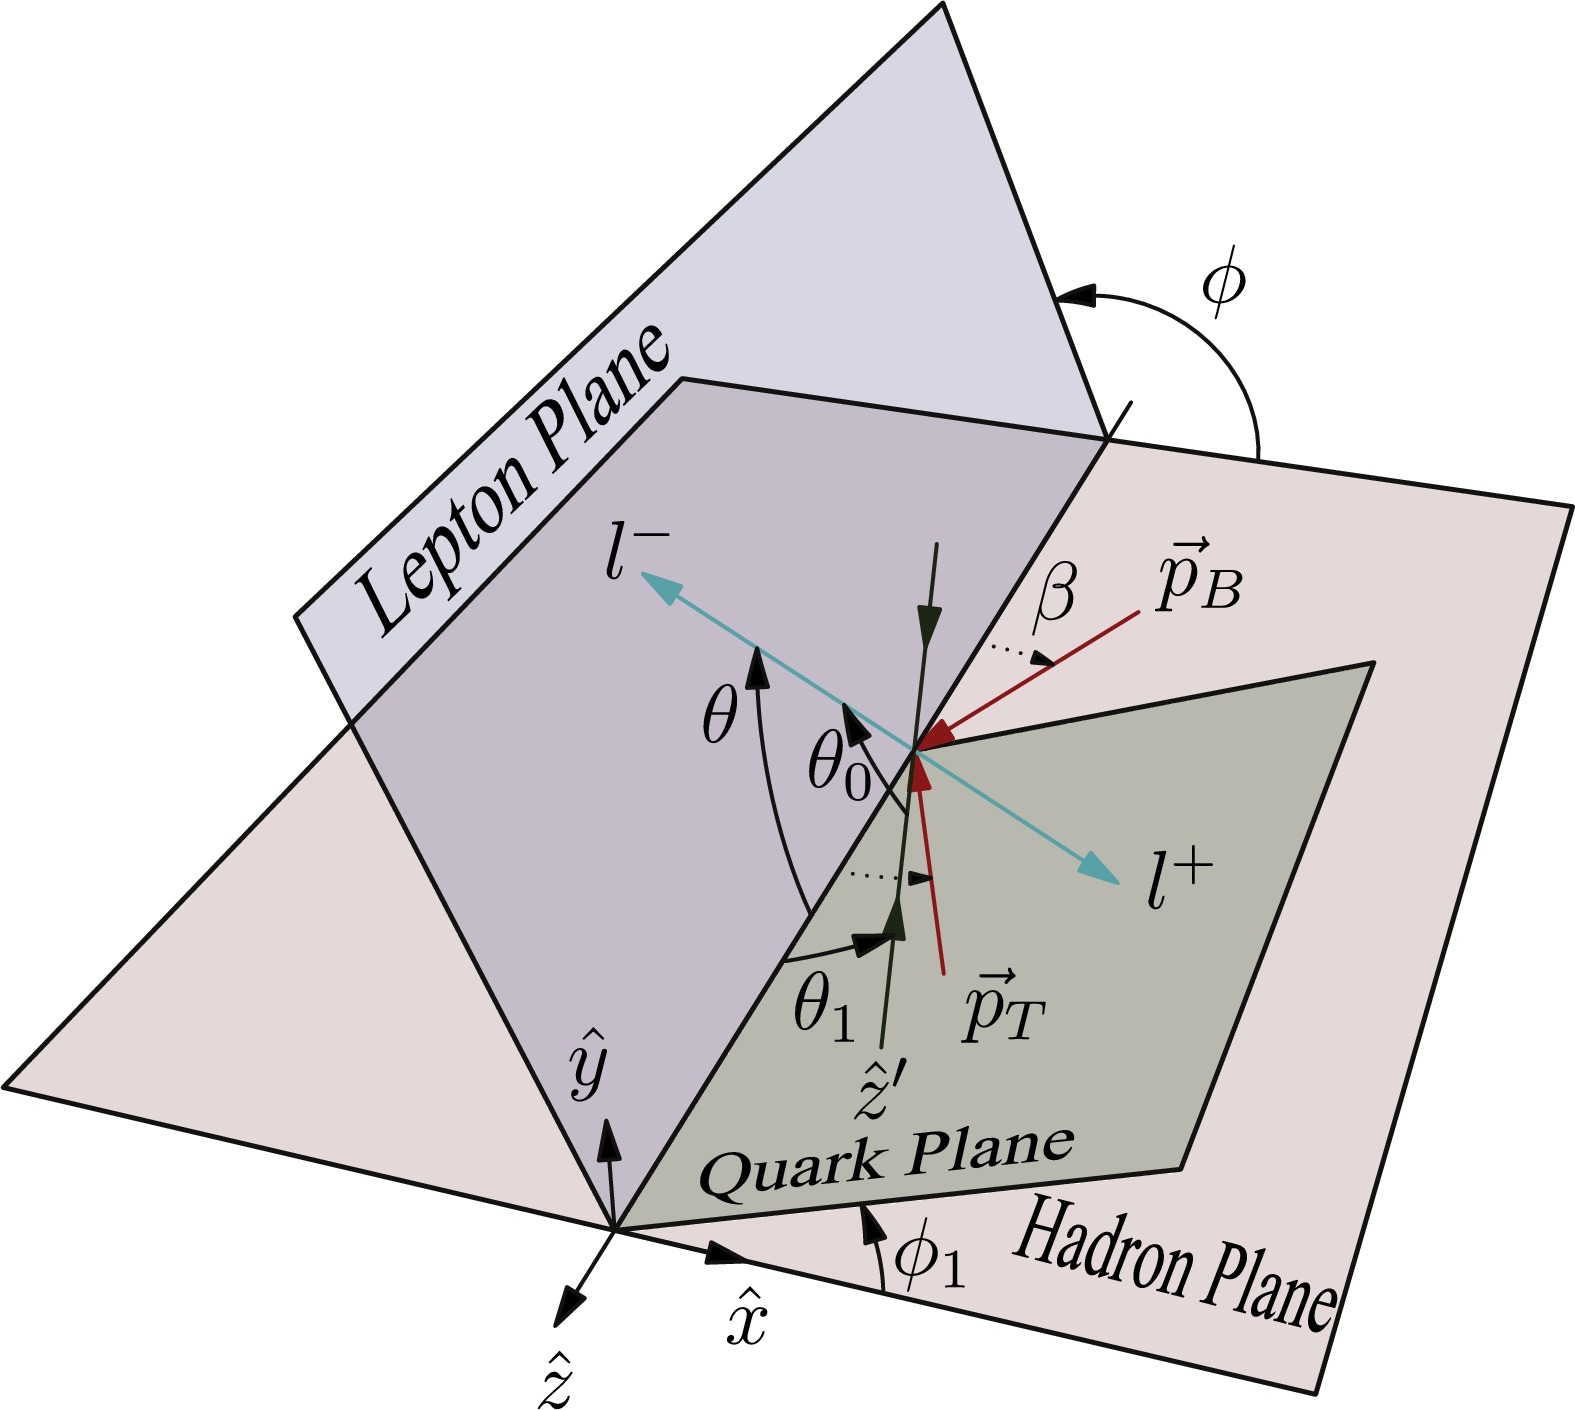 ϕ
Lepton Plane
l⁻
β
p⃗_B
θ
θ₀
l⁺
θ₁
p⃗_T
ŷ
ẑ′
Quark Plane
Hadron Plane
ϕ₁
x̂
ẑ